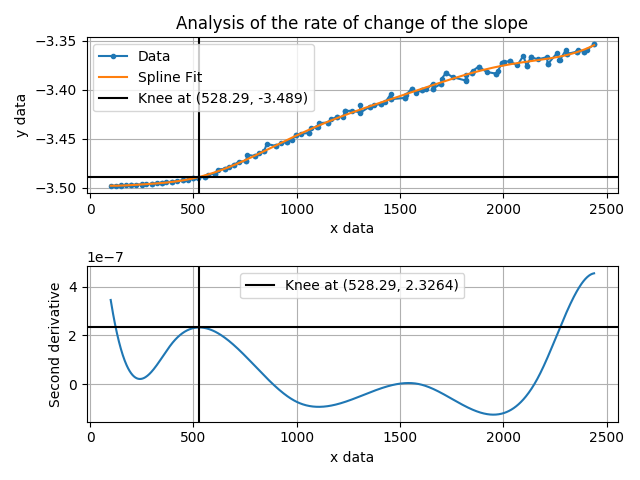 Analysis of the rate of change of the slope
−3.35
−3.40
−3.45
−3.50
y data
Data
Spline Fit
Knee at (528.29, -3.489)
0 500 1000 1500 2000 2500
x data
1e−7
4
2
0
Second derivative
Knee at (528.29, 2.3264)
0 500 1000 1500 2000 2500
x data